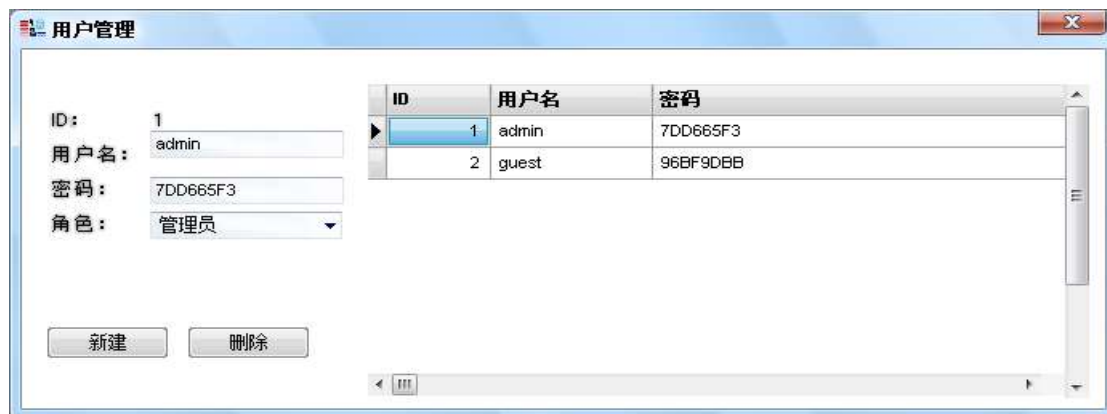 用户管理
ID: 1
用户名: admin
密码: 7DD665F3
角色: 管理员
新建 删除
ID 用户名 密码
1 admin 7DD665F3
2 guest 96BF9DBB